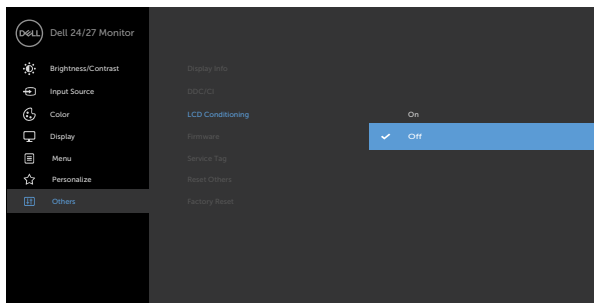 DELL Dell 24/27 Monitor
Brightness/Contrast
Display Info
Input Source
DDC/CI
Color
LCD Conditioning
On
Display
Firmware
Off
Menu
Service Tag
Personalize
Reset Others
Others
Factory Reset